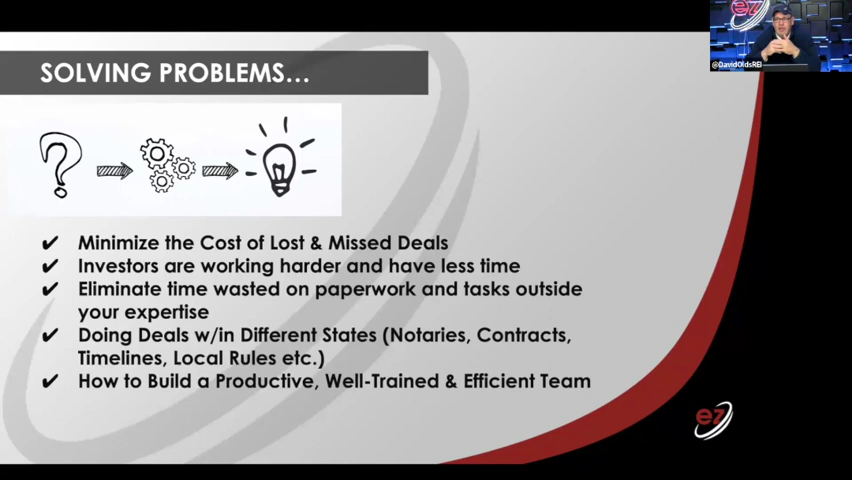 ez
@DavidOldsREI
SOLVING PROBLEMS...
✔ Minimize the Cost of Lost & Missed Deals
✔ Investors are working harder and have less time
✔ Eliminate time wasted on paperwork and tasks outside
your expertise
✔ Doing Deals w/in Different States (Notaries, Contracts,
Timelines, Local Rules etc.)
✔ How to Build a Productive, Well-Trained & Efficient Team
ez